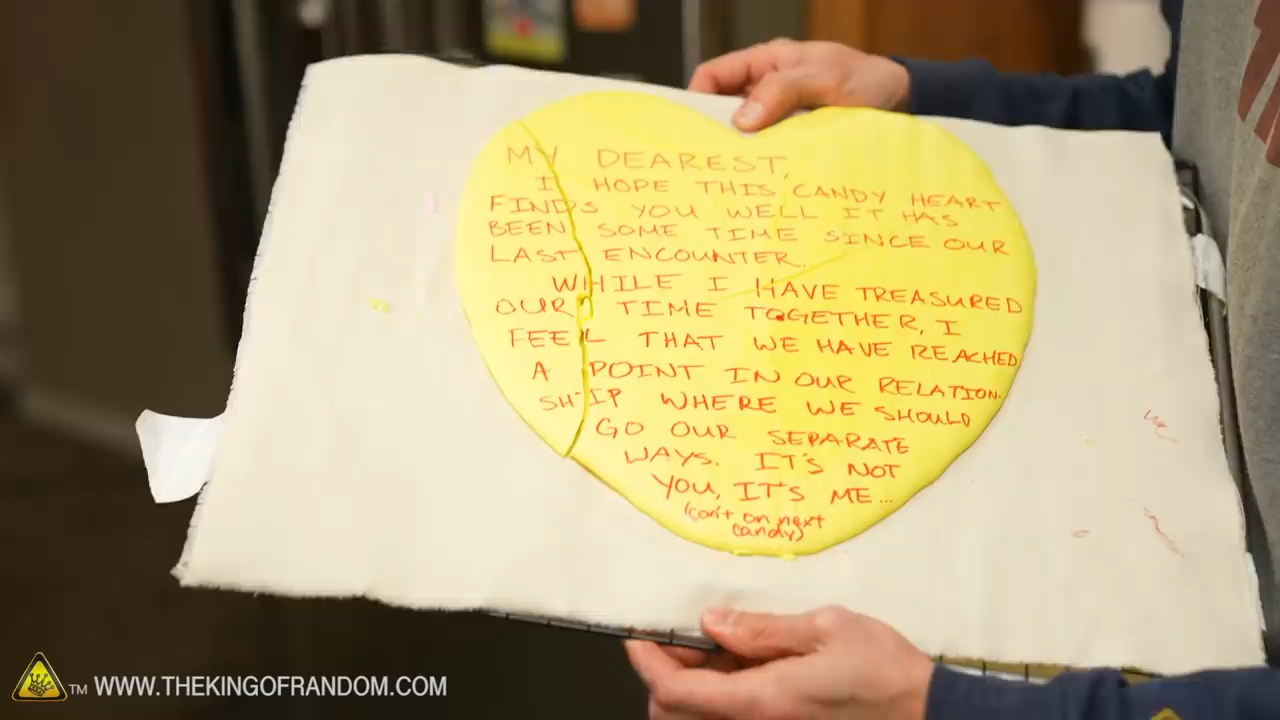 MY DEAREST,
I HOPE THIS CANDY HEART
FINDS YOU WELL IT HAS
BEEN SOME TIME SINCE OUR
LAST ENCOUNTER.
WHILE I HAVE TREASURED
OUR TIME TOGETHER, I
FEEL THAT WE HAVE REACHED
A POINT IN OUR RELATION-
SHIP WHERE WE SHOULD
GO OUR SEPARATE
WAYS. IT'S NOT
YOU, IT'S ME...
(con't on next
candy)
TM WWW.THEKINGOFRANDOM.COM